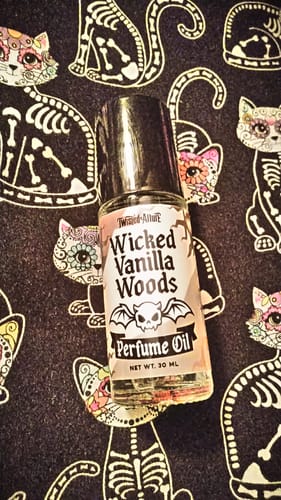 Twisted Allure
Wicked
Vanilla
Woods
Perfume Oil
NET WT. 30 ML